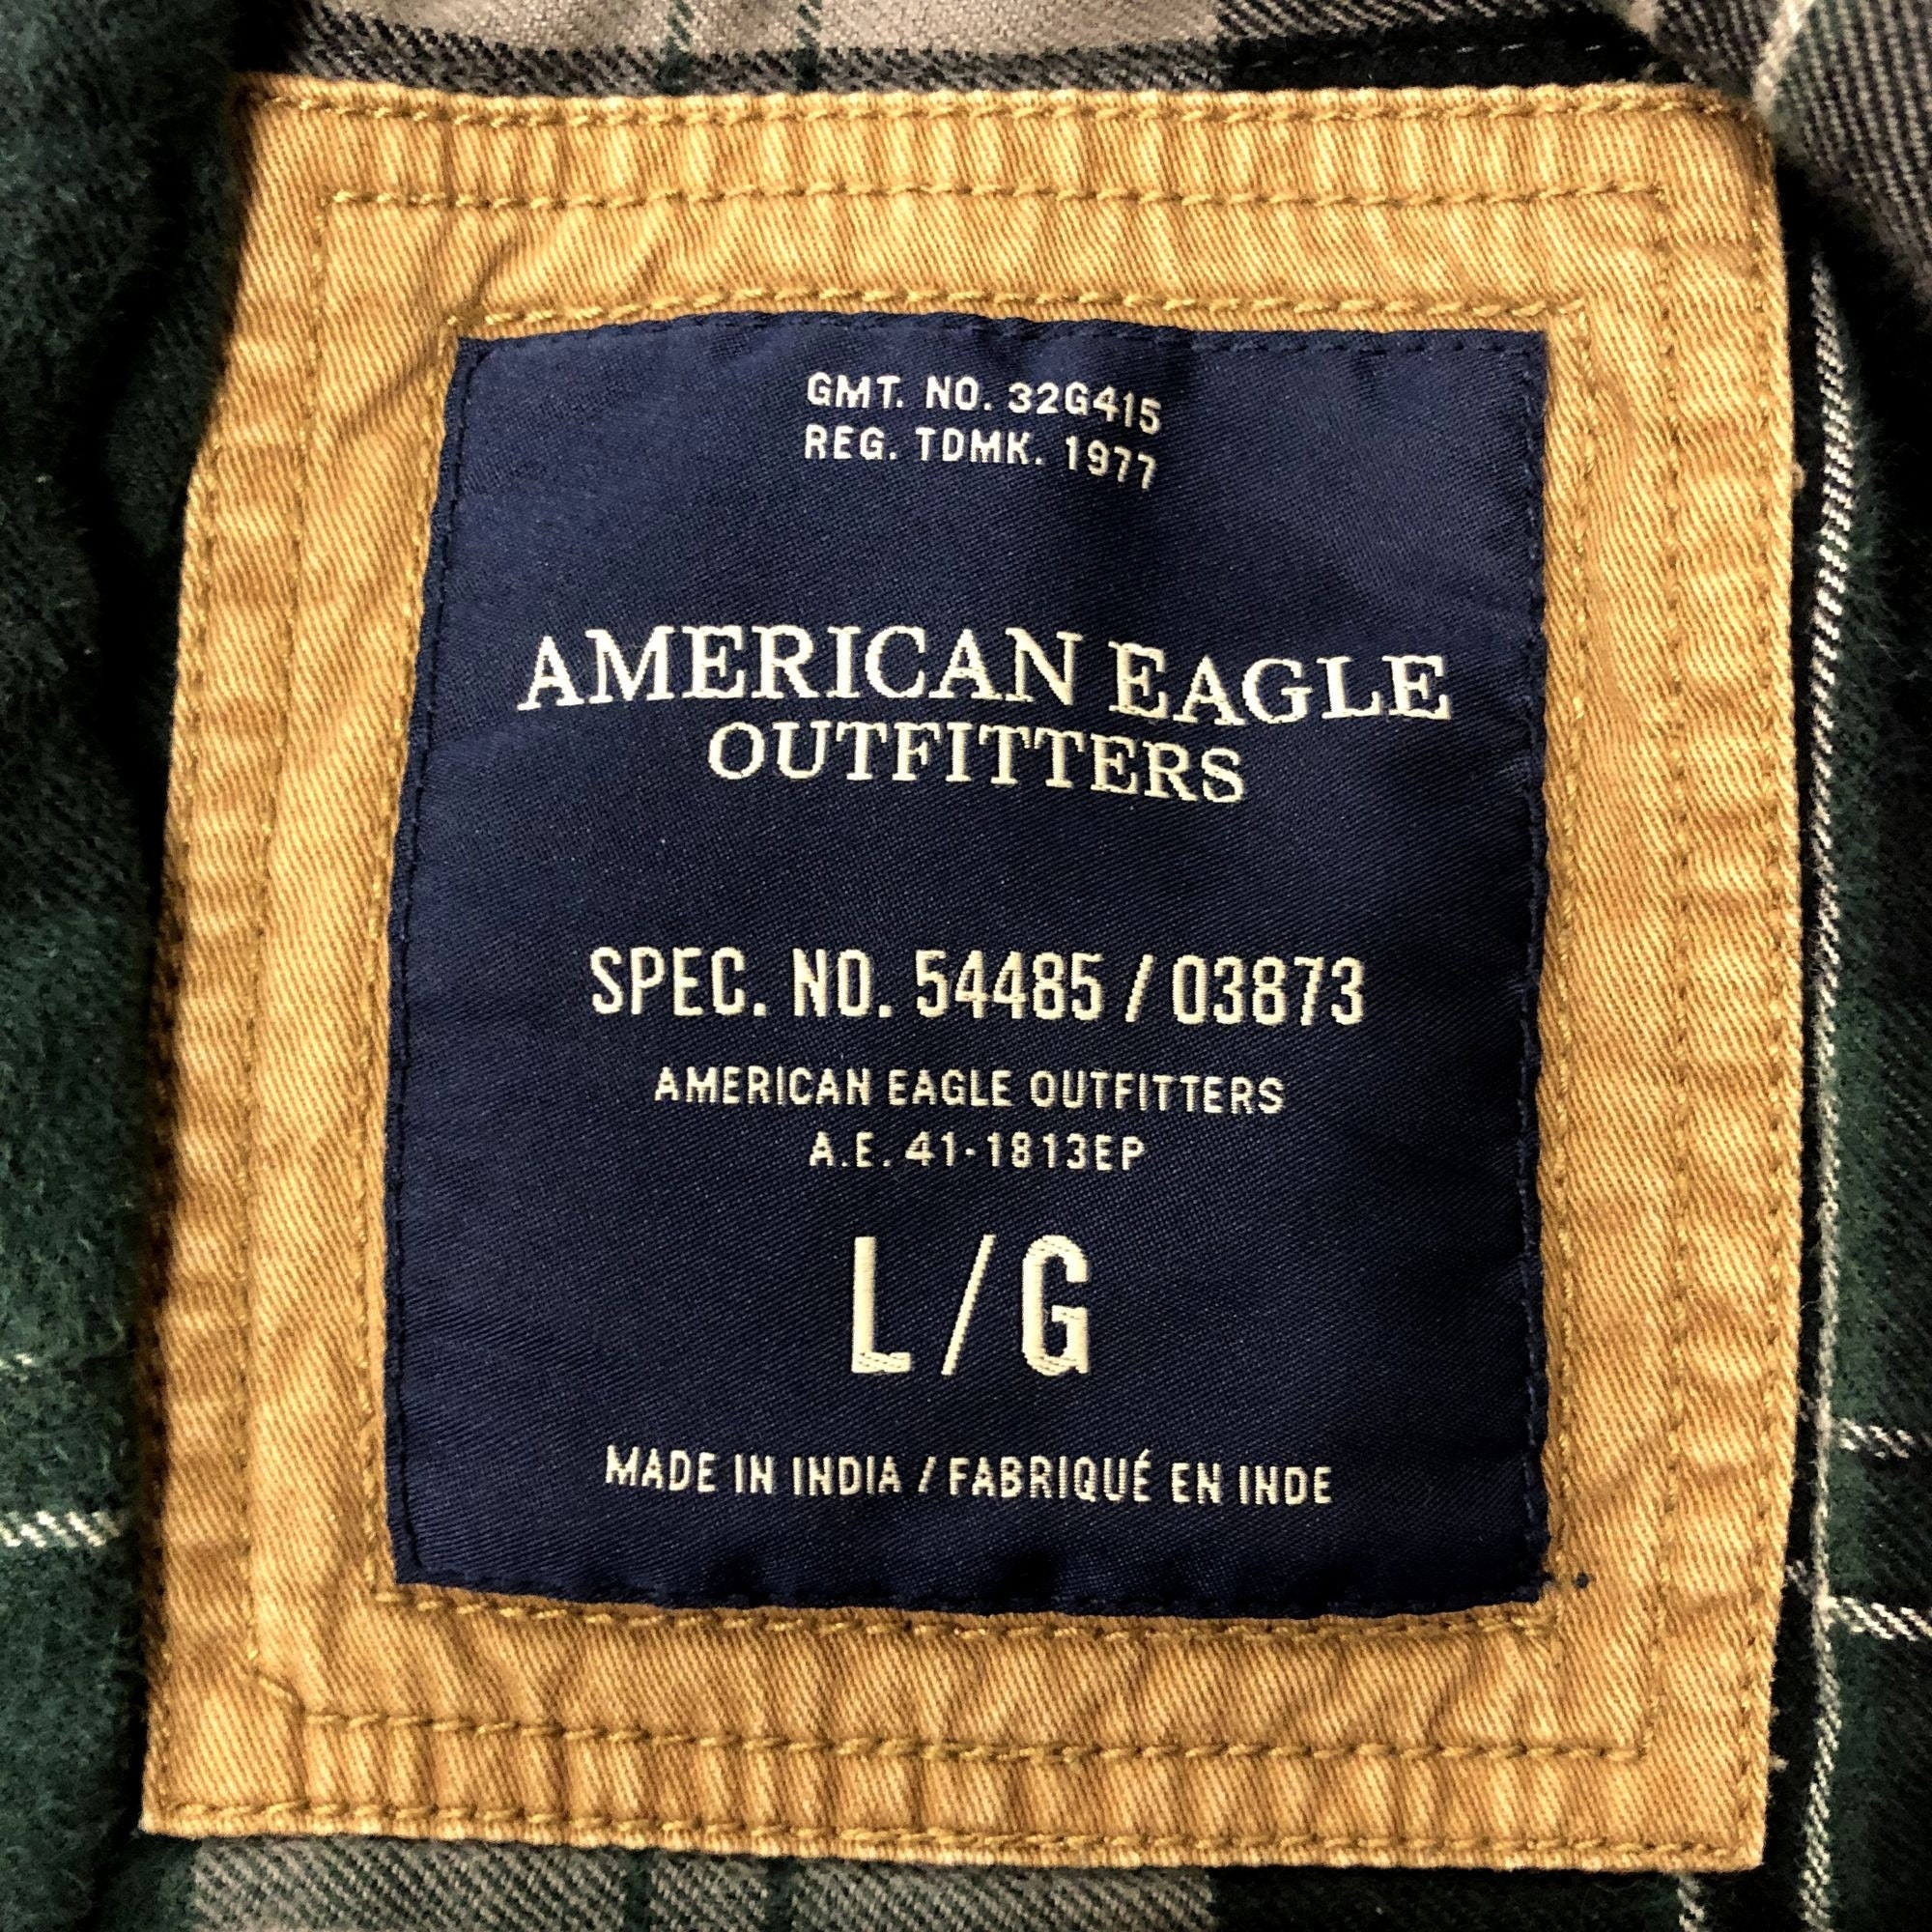 GMT. NO. 32G415
REG. TDMK. 1977
AMERICAN EAGLE
OUTFITTERS
SPEC. NO. 54485 / 03873
AMERICAN EAGLE OUTFITTERS
A.E. 41-1813EP
L/G
MADE IN INDIA / FABRIQUÉ EN INDE